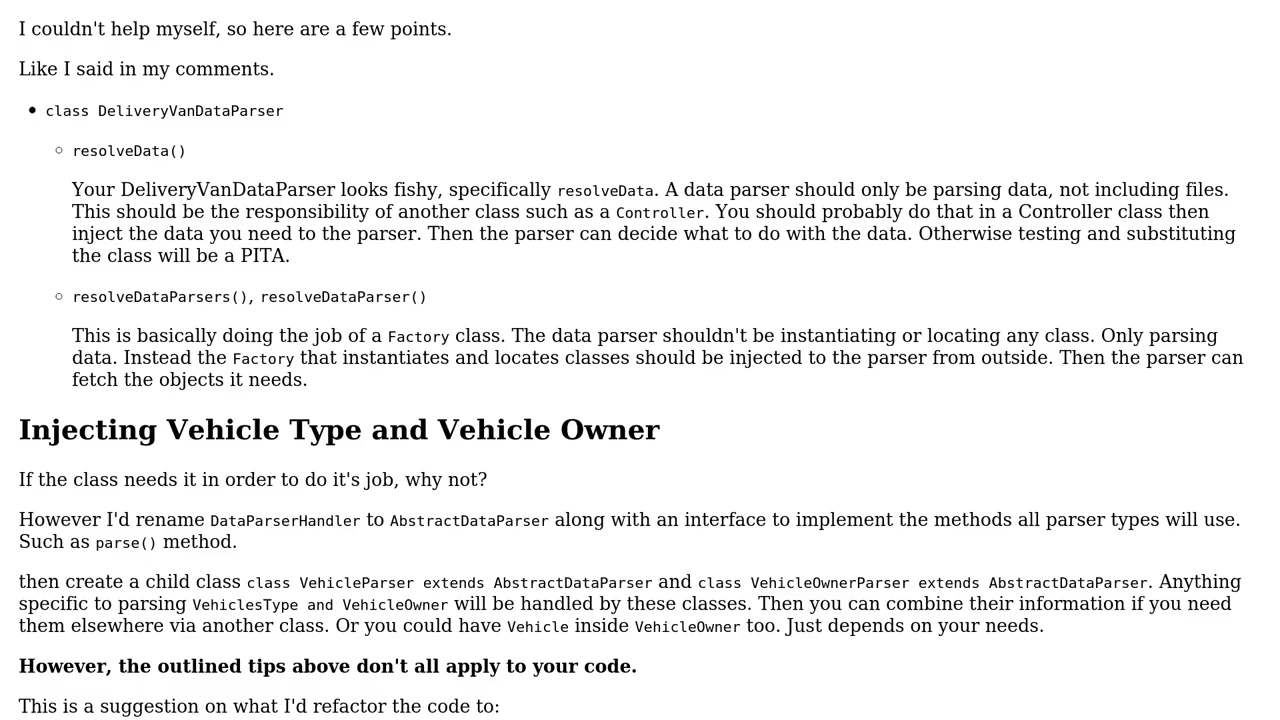 I couldn't help myself, so here are a few points.
Like I said in my comments.
class DeliveryVanDataParser
resolveData()
Your DeliveryVanDataParser looks fishy, specifically resolveData. A data parser should only be parsing data, not including files.
This should be the responsibility of another class such as a Controller. You should probably do that in a Controller class then
inject the data you need to the parser. Then the parser can decide what to do with the data. Otherwise testing and substituting
the class will be a PITA.
resolveDataParsers(), resolveDataParser()
This is basically doing the job of a Factory class. The data parser shouldn't be instantiating or locating any class. Only parsing
data. Instead the Factory that instantiates and locates classes should be injected to the parser from outside. Then the parser can
fetch the objects it needs.
Injecting Vehicle Type and Vehicle Owner
If the class needs it in order to do it's job, why not?
However I'd rename DataParserHandler to AbstractDataParser along with an interface to implement the methods all parser types will use.
Such as parse() method.
then create a child class class VehicleParser extends AbstractDataParser and class VehicleOwnerParser extends AbstractDataParser. Anything
specific to parsing VehiclesType and VehicleOwner will be handled by these classes. Then you can combine their information if you need
them elsewhere via another class. Or you could have Vehicle inside VehicleOwner too. Just depends on your needs.
However, the outlined tips above don't all apply to your code.
This is a suggestion on what I'd refactor the code to: